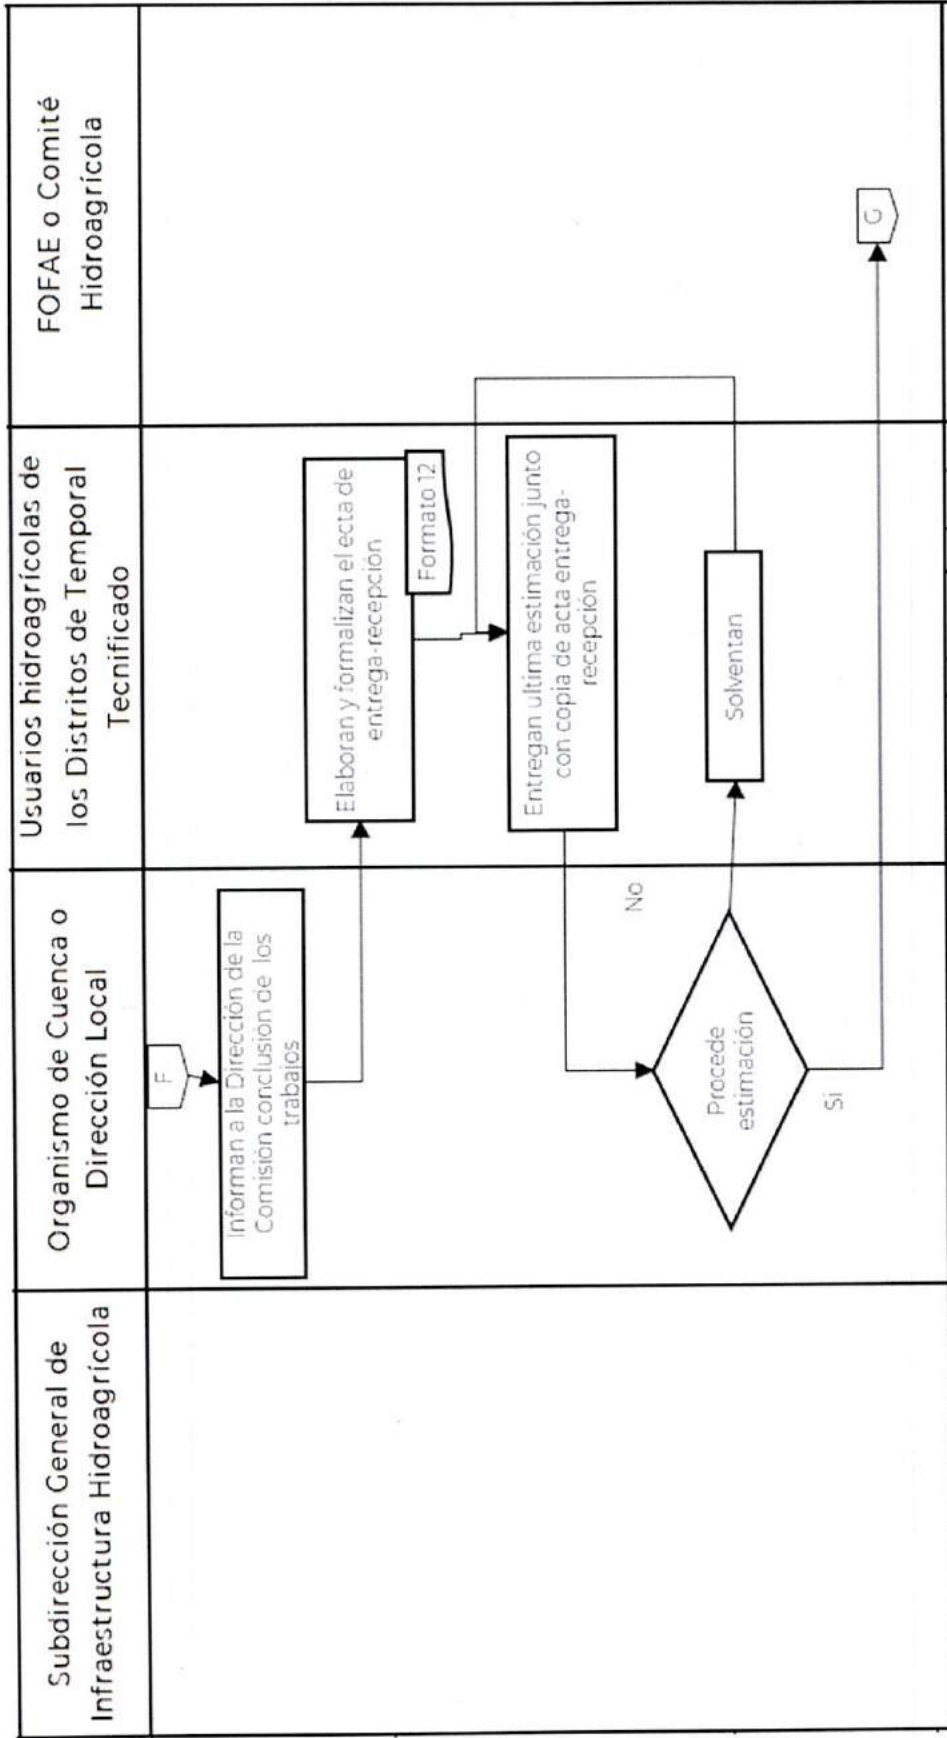 Subdirección General de
Infraestructura Hidroagrícola
Organismo de Cuenca o
Dirección Local
Usuarios hidroagrícolas de
los Distritos de Temporal
Tecnificado
FOFAE o Comité
Hidroagrícola
F
Informan a la Dirección de la
Comisión conclusión de los
trabajos
Elaboran y formalizan el ecta de
entrega-recepción
Formato 12
Entregan ultima estimación junto
con copia de acta entrega-
recepción
Procede
estimación
No
Solventan
Si
G